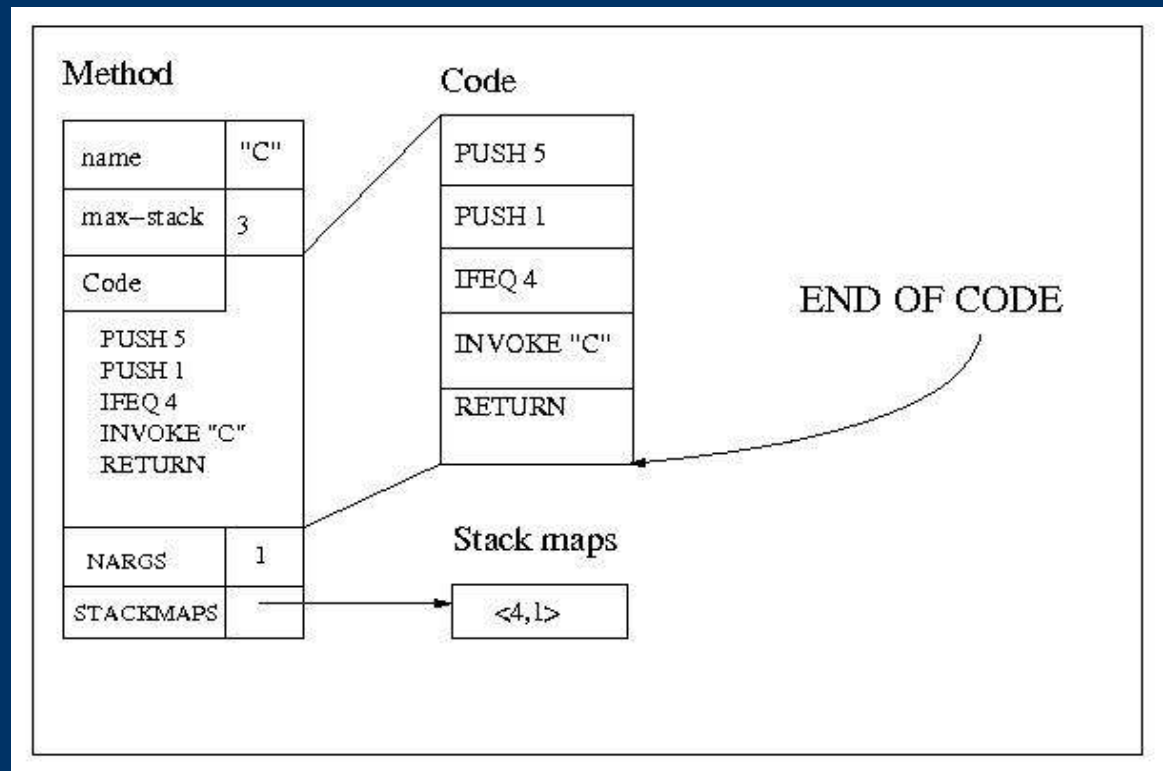 Method
name "C"
max-stack 3
Code
PUSH 5
PUSH 1
IFEQ 4
INVOKE "C"
RETURN
NARGS 1
STACKMAPS
Code
PUSH 5
PUSH 1
IFEQ 4
INVOKE "C"
RETURN
END OF CODE
Stack maps
<4,1>